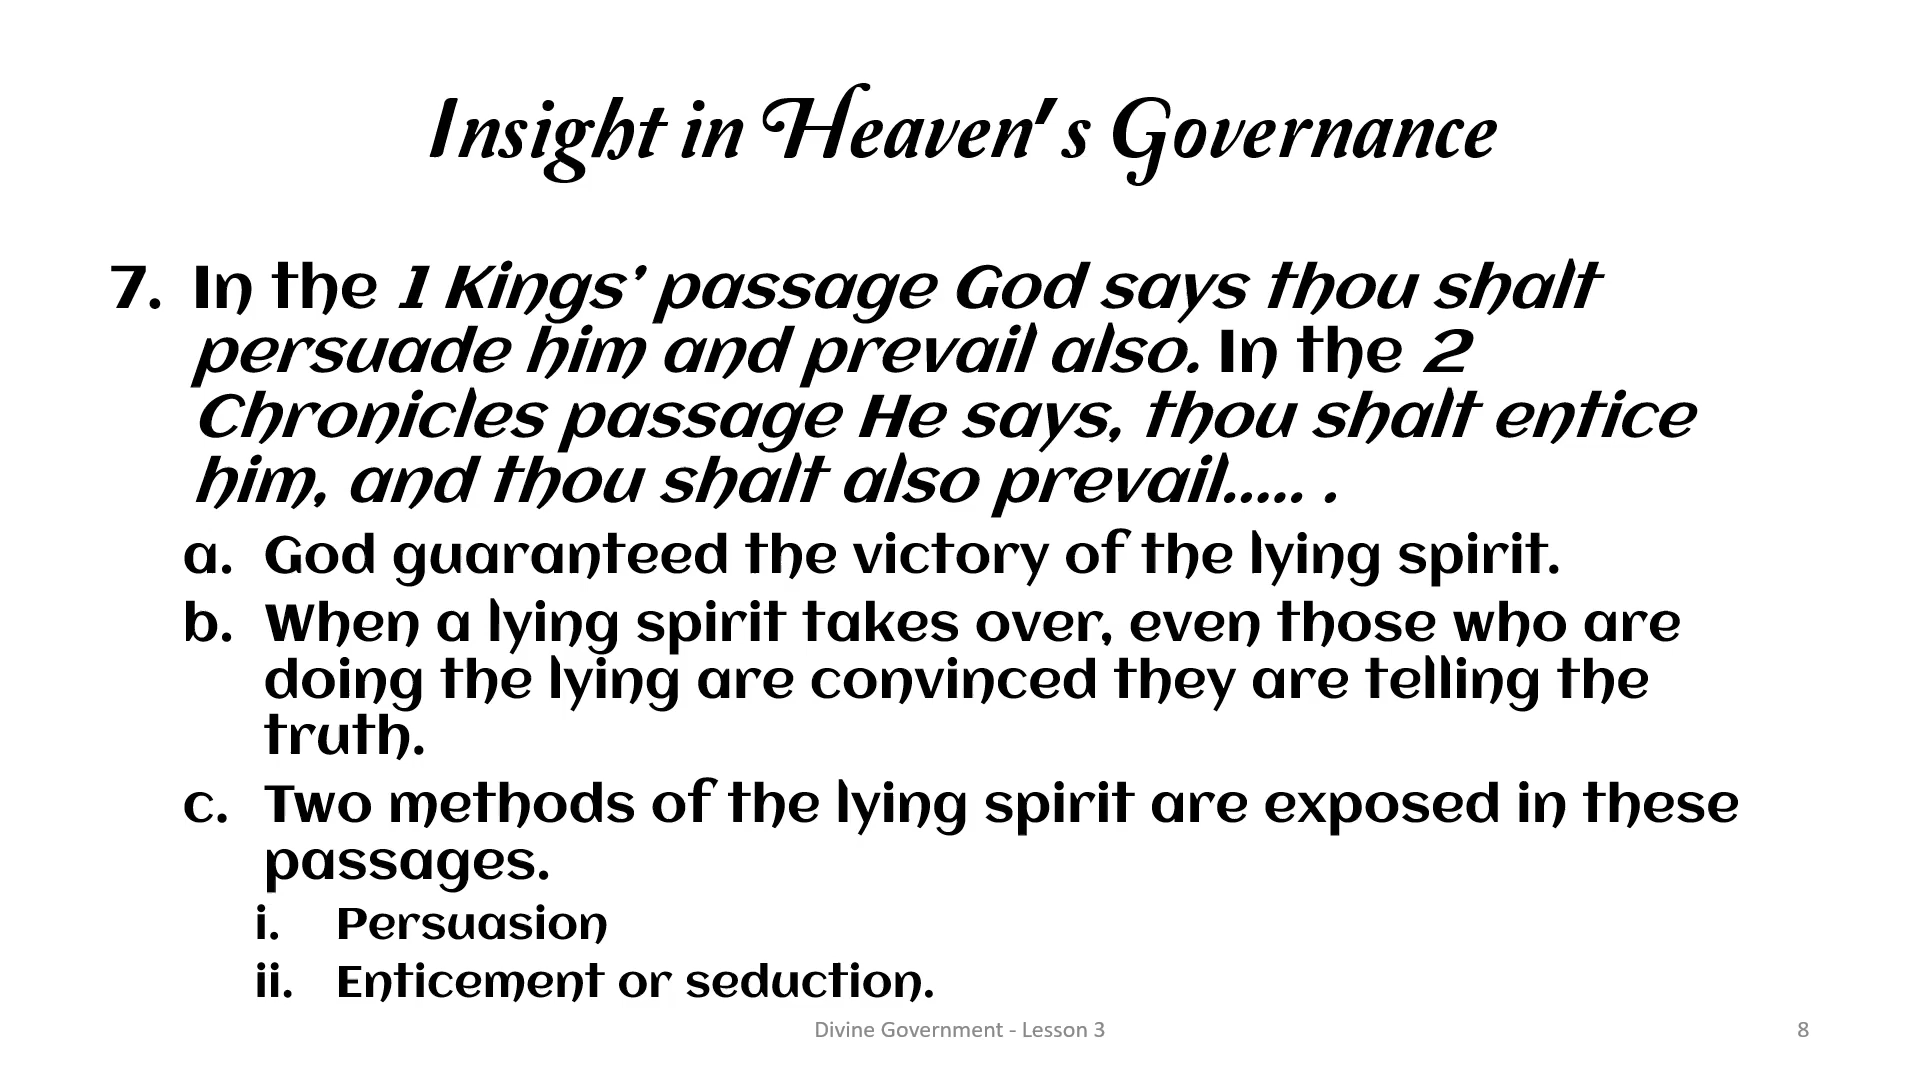 Insight in Heaven's Governance
7. In the 1 Kings' passage God says thou shalt
persuade him and prevail also. In the 2
Chronicles passage He says, thou shalt entice
him, and thou shalt also prevail..... .
a. God guaranteed the victory of the lying spirit.
b. When a lying spirit takes over, even those who are
doing the lying are convinced they are telling the
truth.
c. Two methods of the lying spirit are exposed in these
passages.
i. Persuasion
ii. Enticement or seduction.
Divine Government - Lesson 3
8